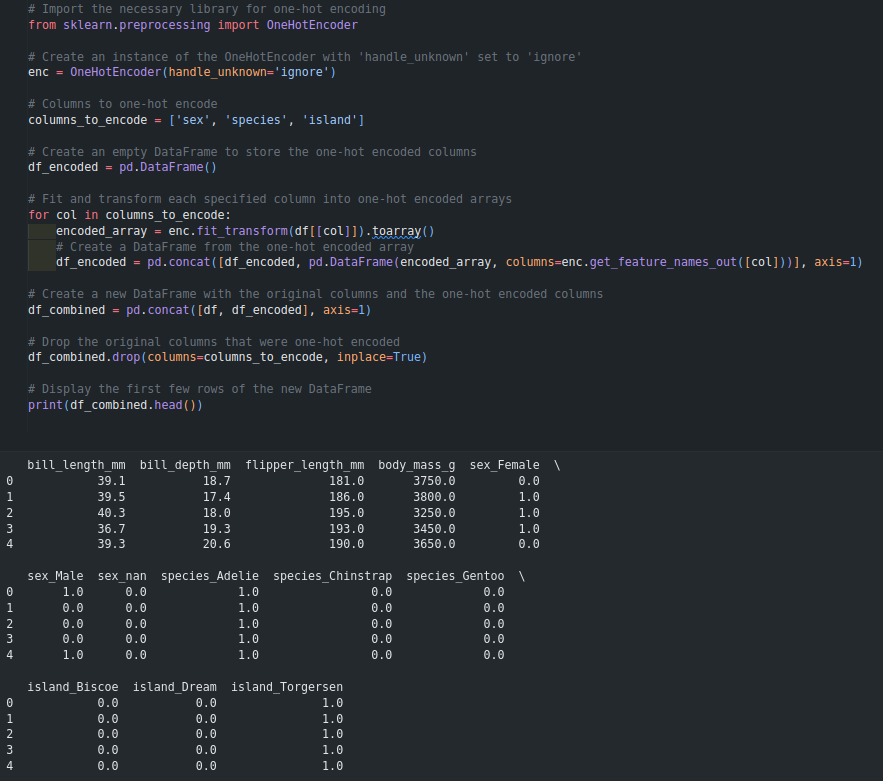 # Import the necessary library for one-hot encoding
from sklearn.preprocessing import OneHotEncoder
# Create an instance of the OneHotEncoder with 'handle_unknown' set to 'ignore'
enc = OneHotEncoder(handle_unknown='ignore')
# Columns to one-hot encode
columns_to_encode = ['sex', 'species', 'island']
# Create an empty DataFrame to store the one-hot encoded columns
df_encoded = pd.DataFrame()
# Fit and transform each specified column into one-hot encoded arrays
for col in columns_to_encode:
    encoded_array = enc.fit_transform(df[[col]]).toarray()
    # Create a DataFrame from the one-hot encoded array
    df_encoded = pd.concat([df_encoded, pd.DataFrame(encoded_array, columns=enc.get_feature_names_out([col]))], axis=1)
# Create a new DataFrame with the original columns and the one-hot encoded columns
df_combined = pd.concat([df, df_encoded], axis=1)
# Drop the original columns that were one-hot encoded
df_combined.drop(columns=columns_to_encode, inplace=True)
# Display the first few rows of the new DataFrame
print(df_combined.head())
   bill_length_mm  bill_depth_mm  flipper_length_mm  body_mass_g  sex_Female  \
0            39.1           18.7              181.0       3750.0         0.0
1            39.5           17.4              186.0       3800.0         1.0
2            40.3           18.0              195.0       3250.0         1.0
3            36.7           19.3              193.0       3450.0         1.0
4            39.3           20.6              190.0       3650.0         0.0
   sex_Male  sex_nan  species_Adelie  species_Chinstrap  species_Gentoo  \
0       1.0      0.0             1.0                0.0             0.0
1       0.0      0.0             1.0                0.0             0.0
2       0.0      0.0             1.0                0.0             0.0
3       0.0      0.0             1.0                0.0             0.0
4       1.0      0.0             1.0                0.0             0.0
   island_Biscoe  island_Dream  island_Torgersen
0            0.0           0.0               1.0
1            0.0           0.0               1.0
2            0.0           0.0               1.0
3            0.0           0.0               1.0
4            0.0           0.0               1.0